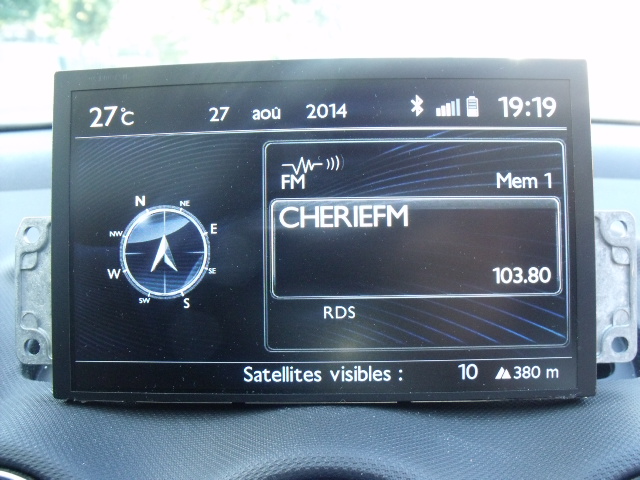 27°C 27 aoû 2014 19:19
FM Mem 1
CHERIEFM
103.80
RDS
N NE E SE S SW W NW
Satellites visibles : 10 380 m